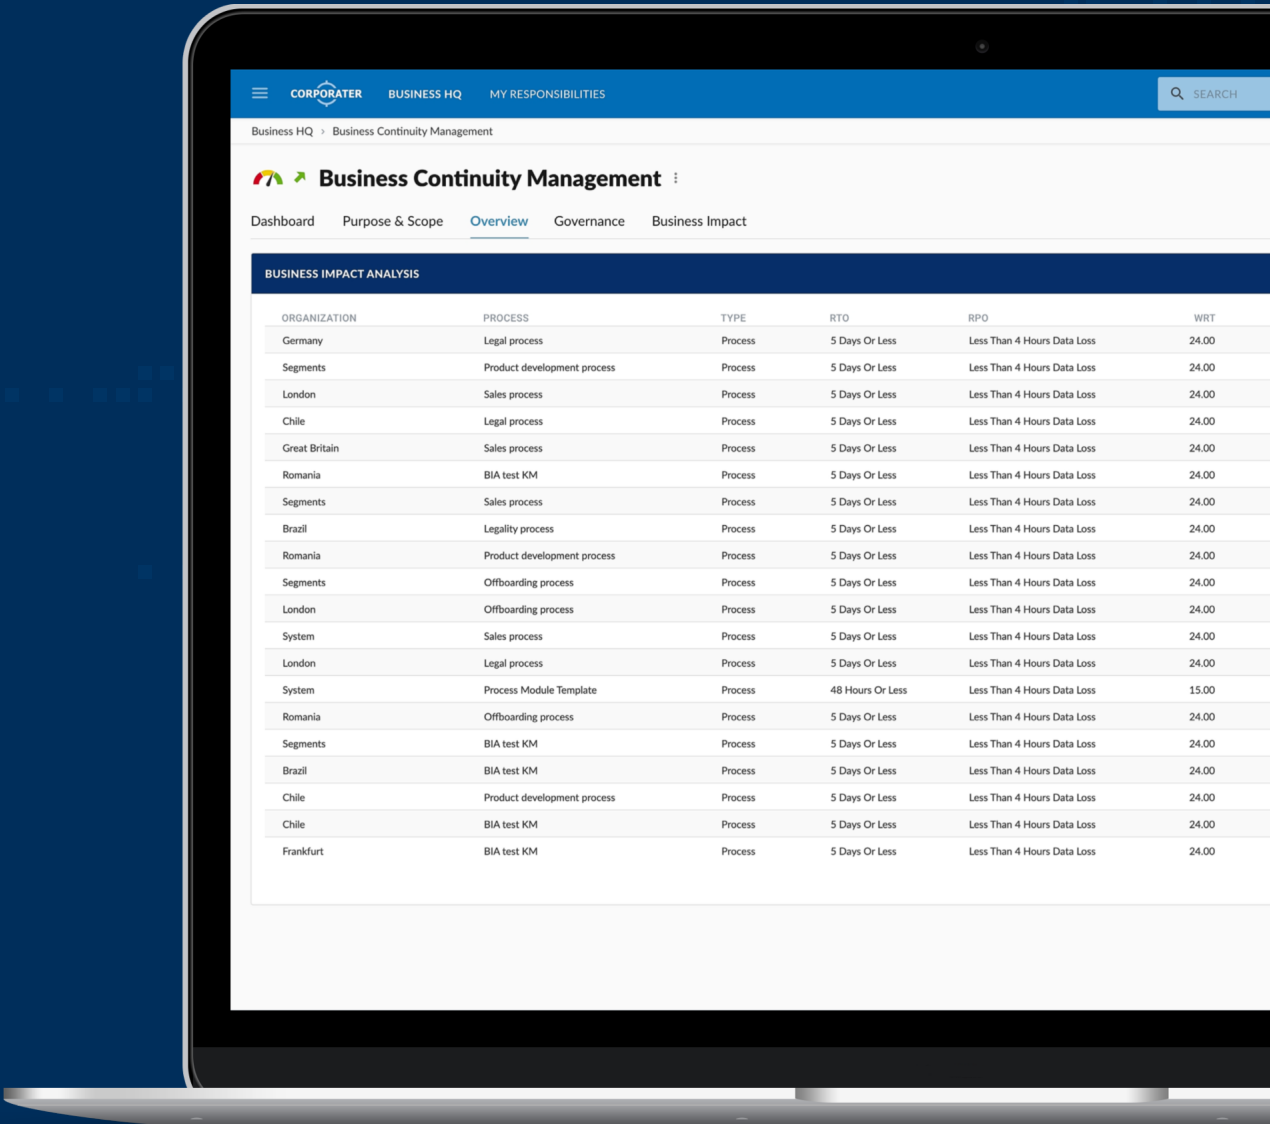 CORPORATER BUSINESS HQ MY RESPONSIBILITIES SEARCH
Business HQ > Business Continuity Management
Business Continuity Management
Dashboard Purpose & Scope Overview Governance Business Impact
BUSINESS IMPACT ANALYSIS
ORGANIZATION PROCESS TYPE RTO RPO WRT
Germany Legal process Process 5 Days Or Less Less Than 4 Hours Data Loss 24.00
Segments Product development process Process 5 Days Or Less Less Than 4 Hours Data Loss 24.00
London Sales process Process 5 Days Or Less Less Than 4 Hours Data Loss 24.00
Chile Legal process Process 5 Days Or Less Less Than 4 Hours Data Loss 24.00
Great Britain Sales process Process 5 Days Or Less Less Than 4 Hours Data Loss 24.00
Romania BIA test KM Process 5 Days Or Less Less Than 4 Hours Data Loss 24.00
Segments Sales process Process 5 Days Or Less Less Than 4 Hours Data Loss 24.00
Brazil Legality process Process 5 Days Or Less Less Than 4 Hours Data Loss 24.00
Romania Product development process Process 5 Days Or Less Less Than 4 Hours Data Loss 24.00
Segments Offboarding process Process 5 Days Or Less Less Than 4 Hours Data Loss 24.00
London Offboarding process Process 5 Days Or Less Less Than 4 Hours Data Loss 24.00
System Sales process Process 5 Days Or Less Less Than 4 Hours Data Loss 24.00
London Legal process Process 5 Days Or Less Less Than 4 Hours Data Loss 24.00
System Process Module Template Process 48 Hours Or Less Less Than 4 Hours Data Loss 15.00
Romania Offboarding process Process 5 Days Or Less Less Than 4 Hours Data Loss 24.00
Segments BIA test KM Process 5 Days Or Less Less Than 4 Hours Data Loss 24.00
Brazil BIA test KM Process 5 Days Or Less Less Than 4 Hours Data Loss 24.00
Chile Product development process Process 5 Days Or Less Less Than 4 Hours Data Loss 24.00
Chile BIA test KM Process 5 Days Or Less Less Than 4 Hours Data Loss 24.00
Frankfurt BIA test KM Process 5 Days Or Less Less Than 4 Hours Data Loss 24.00